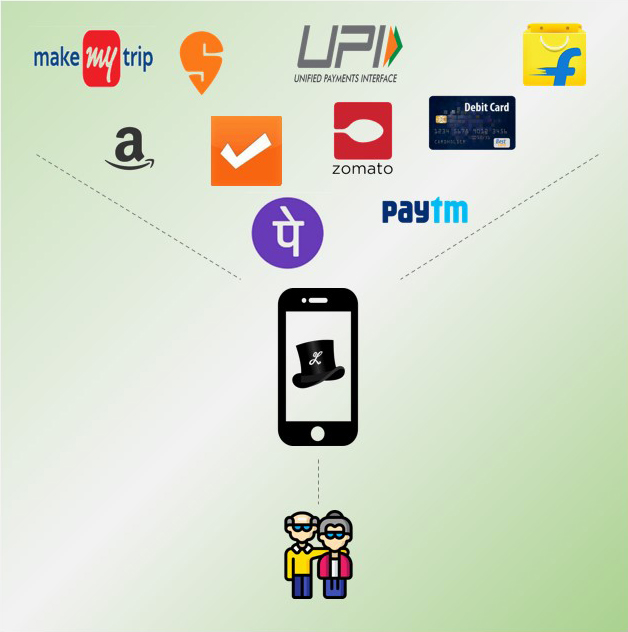 make my trip
UPI
UNIFIED PAYMENTS INTERFACE
f
a
zomato
Debit Card
पे
paytm
L